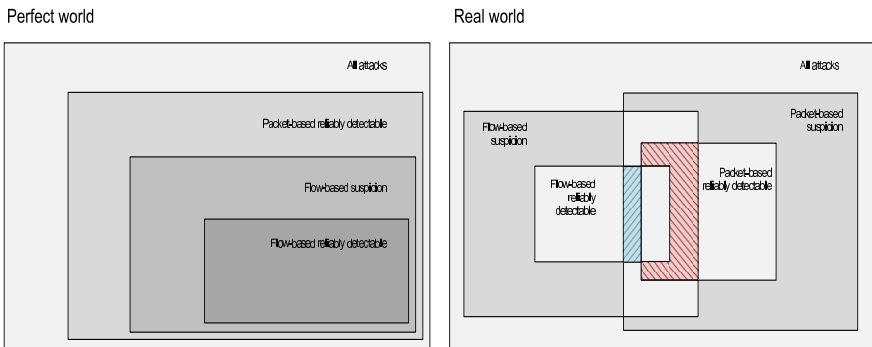 Perfect world
All attacks
Packet-based reliably detectable
Flow-based suspicion
Flow-based reliably detectable
Real world
All attacks
Flow-based
suspicion
Packet-based
suspicion
Flow-based
reliably
detectable
Packet-based
reliably detectable